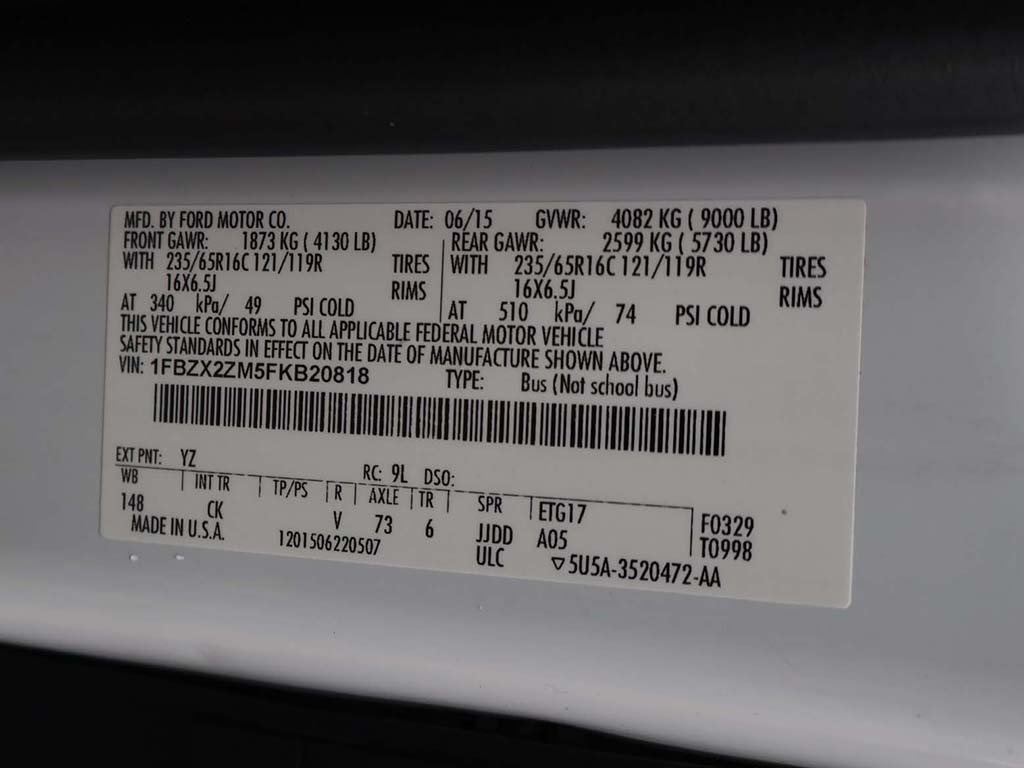 MFD. BY FORD MOTOR CO. DATE: 06/15 GVWR: 4082 KG ( 9000 LB)
FRONT GAWR: 1873 KG ( 4130 LB) REAR GAWR: 2599 KG ( 5730 LB)
WITH 235/65R16C 121/119R TIRES WITH 235/65R16C 121/119R TIRES
16X6.5J RIMS 16X6.5J RIMS
AT 340 kPa/ 49 PSI COLD AT 510 kPa/ 74 PSI COLD
THIS VEHICLE CONFORMS TO ALL APPLICABLE FEDERAL MOTOR VEHICLE
SAFETY STANDARDS IN EFFECT ON THE DATE OF MANUFACTURE SHOWN ABOVE.
VIN: 1FBZX2ZM5FKB20818 TYPE: Bus (Not school bus)
EXT PNT: YZ RC: 9L DSO:
WB INT TR TP/PS R AXLE TR SPR ETG17 F0329
148 CK V 73 6 JJDD A05 T0998
MADE IN U.S.A. 1201506220507 ULC ▽5U5A-3520472-AA